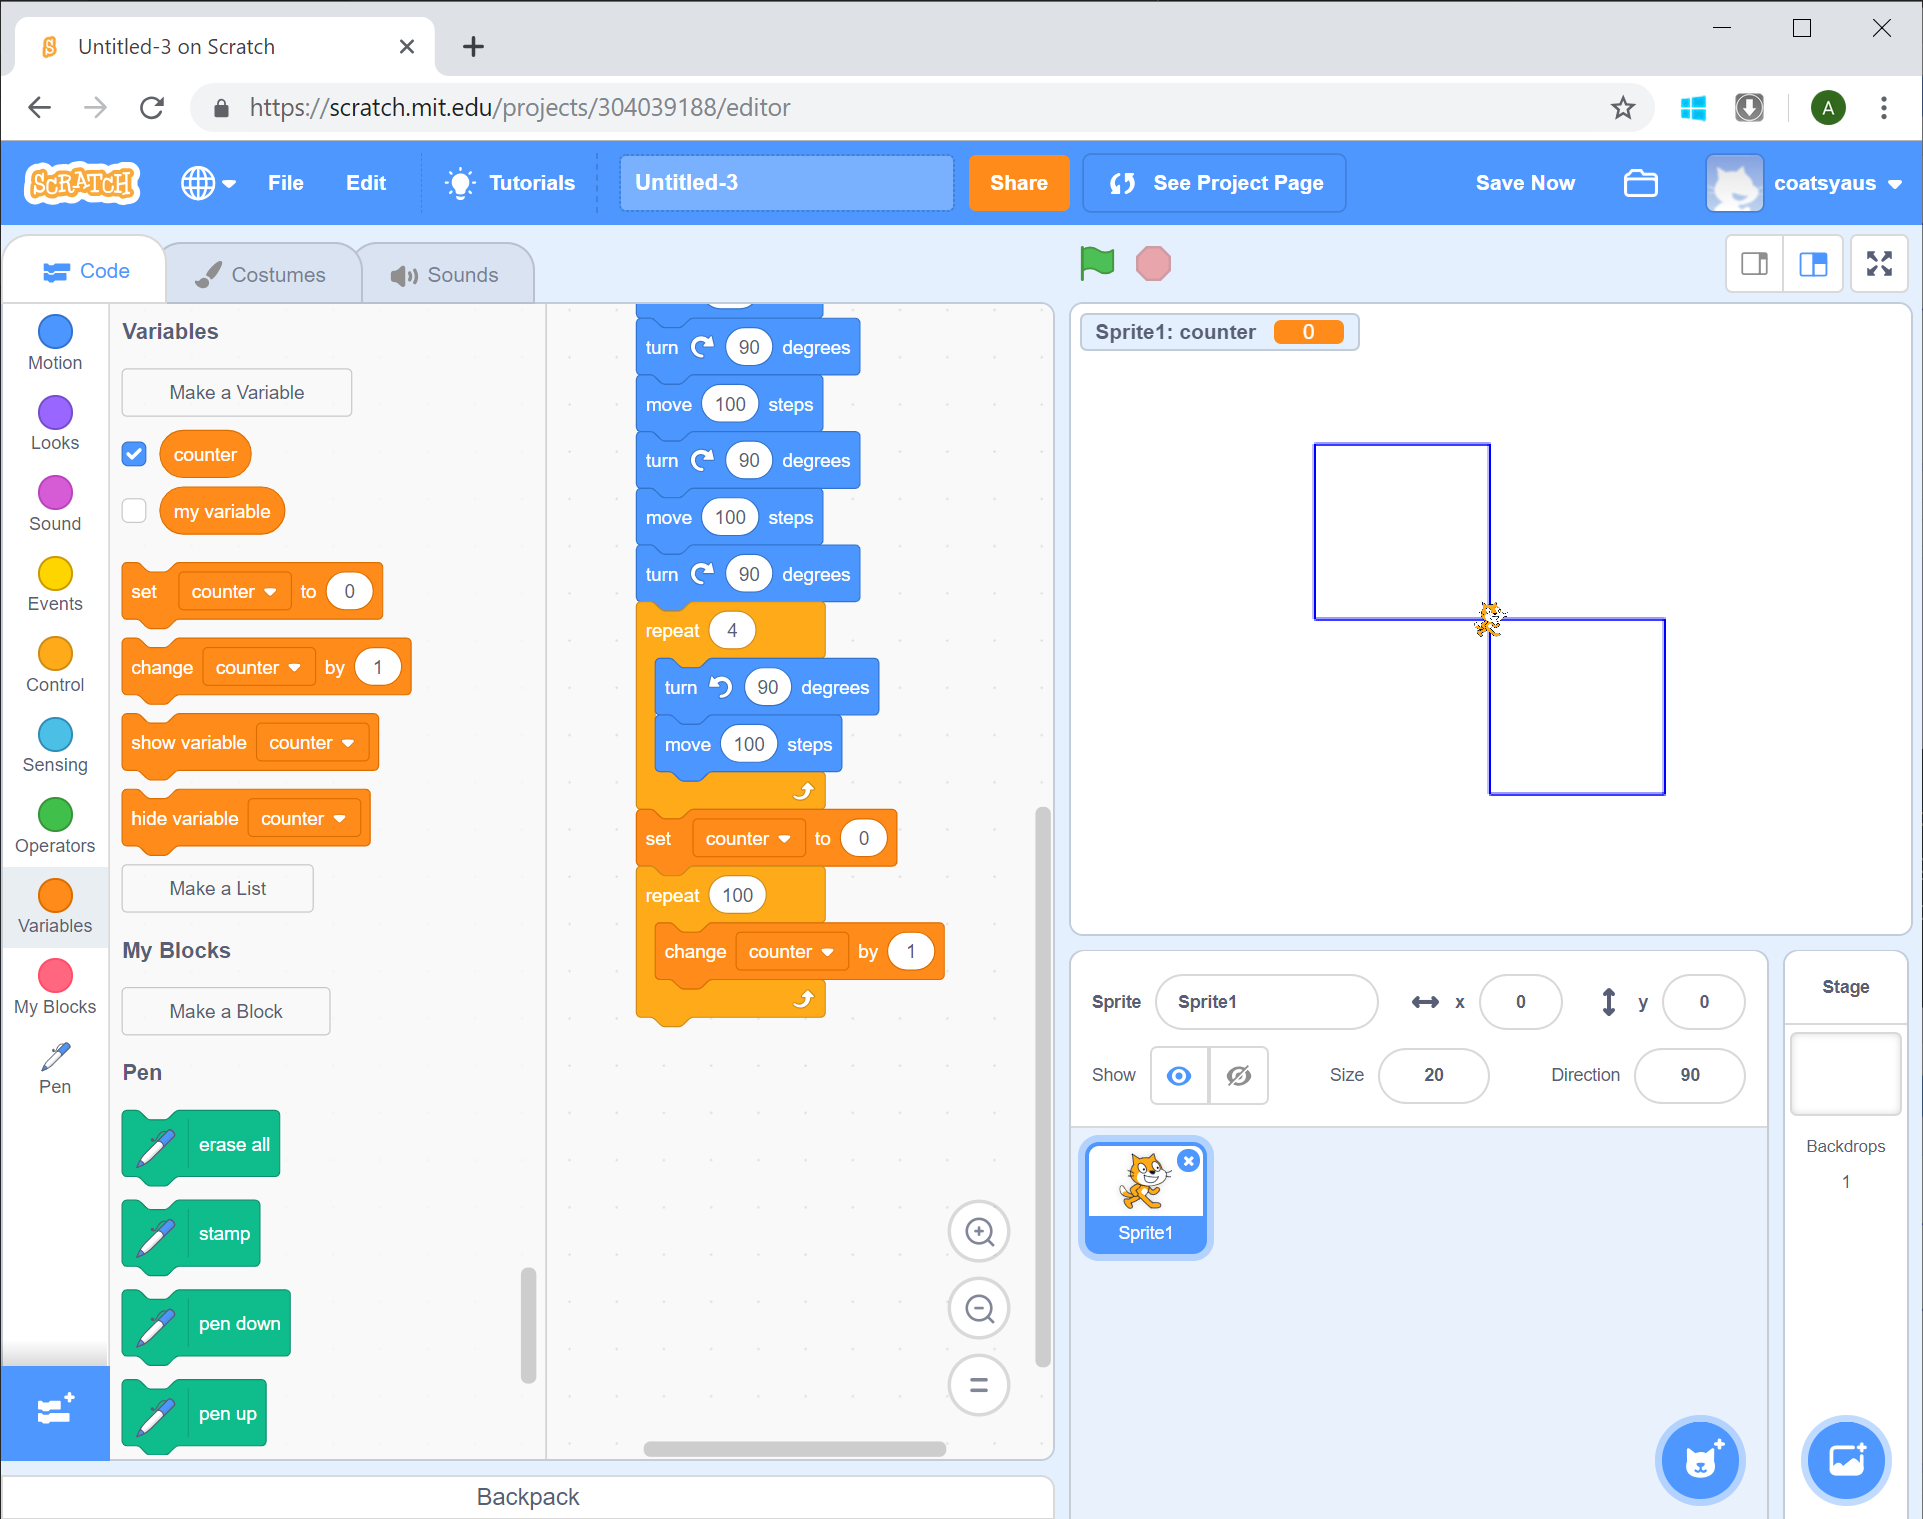 Untitled-3 on Scratch
https://scratch.mit.edu/projects/304039188/editor
A
SCRATCH
File
Edit
Tutorials
Untitled-3
Share
See Project Page
Save Now
coatsyaus
Code
Costumes
Sounds
Motion
Looks
Sound
Events
Control
Sensing
Operators
Variables
My Blocks
Pen
Variables
Make a Variable
counter
my variable
set counter to 0
change counter by 1
show variable counter
hide variable counter
Make a List
My Blocks
Make a Block
Pen
erase all
stamp
pen down
pen up
turn 90 degrees
move 100 steps
turn 90 degrees
move 100 steps
turn 90 degrees
repeat 4
turn 90 degrees
move 100 steps
set counter to 0
repeat 100
change counter by 1
Backpack
Sprite1: counter 0
Sprite Sprite1 x 0 y 0
Show Size 20 Direction 90
Sprite1
Stage
Backdrops
1